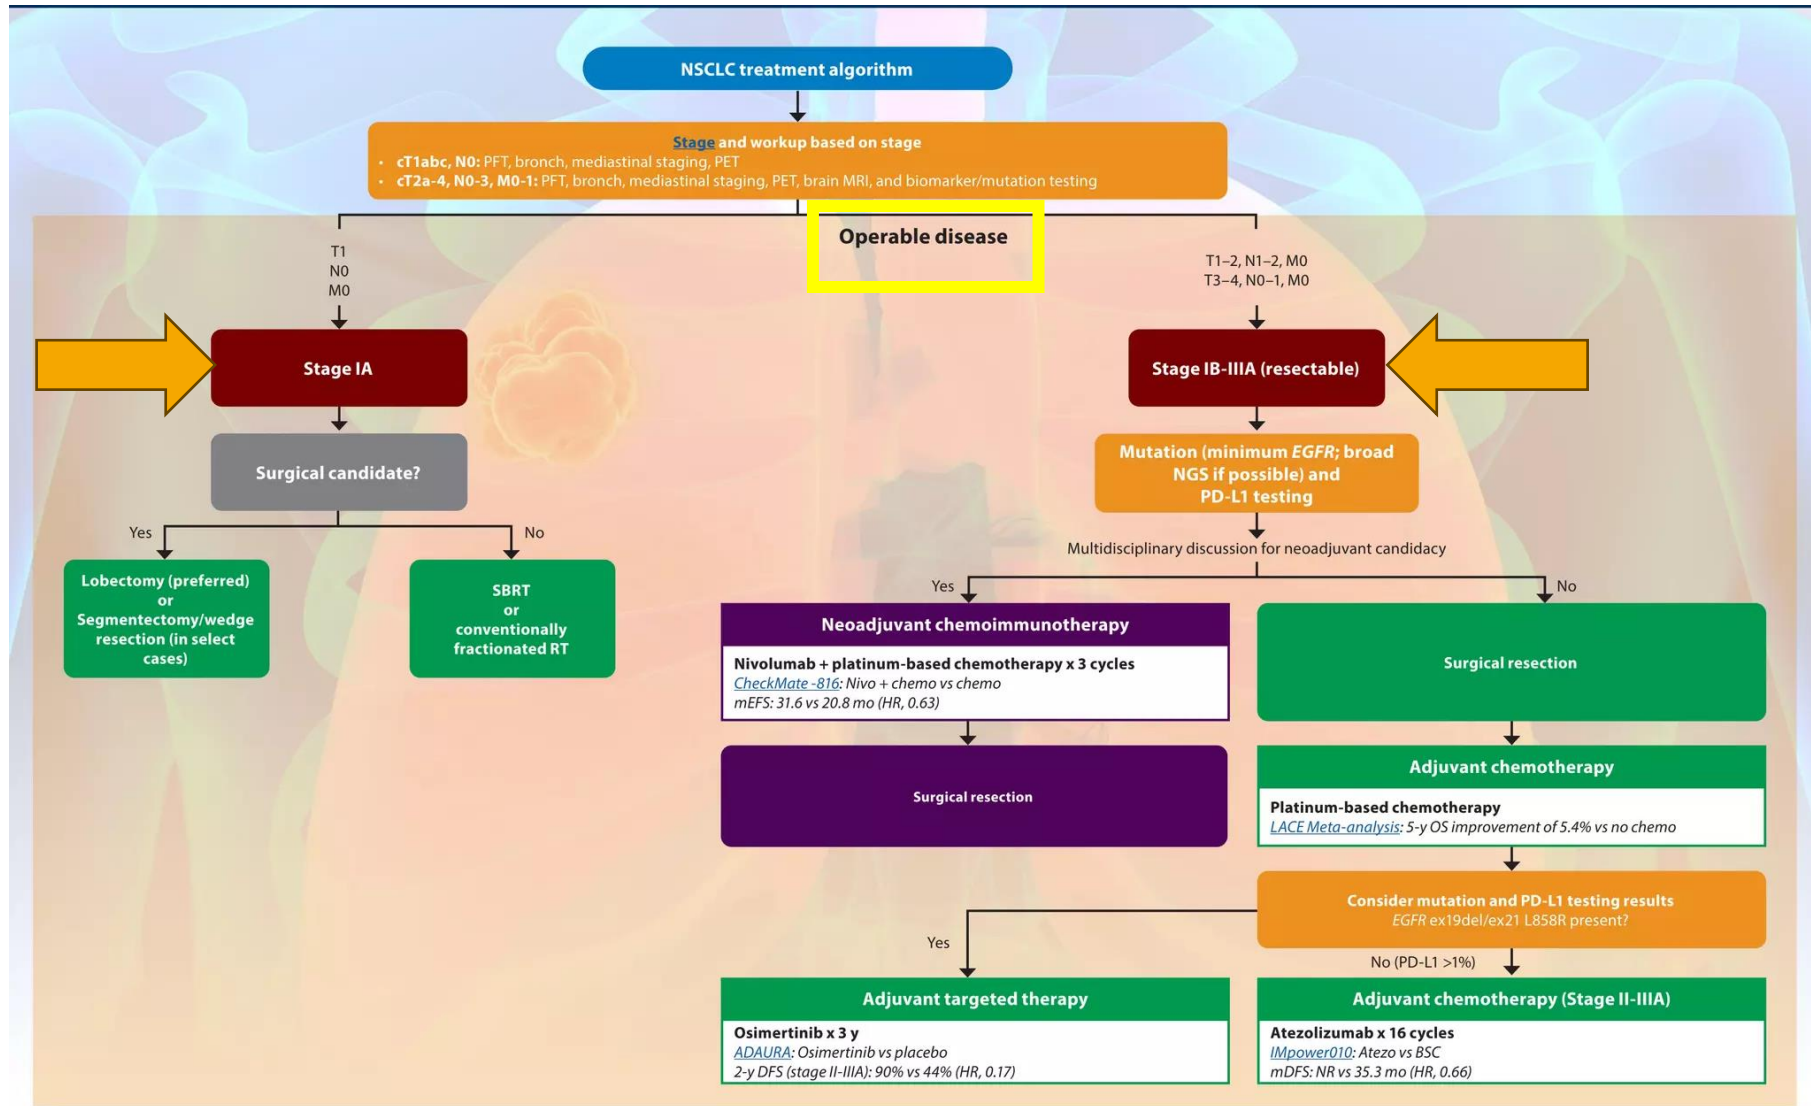 NSCLC treatment algorithm
Stage and workup based on stage
• cT1abc, N0: PFT, bronch, mediastinal staging, PET
• cT2a-4, N0-3, M0-1: PFT, bronch, mediastinal staging, PET, brain MRI, and biomarker/mutation testing
Operable disease
T1
N0
M0
Stage IA
Surgical candidate?
Yes
No
Lobectomy (preferred)
or
Segmentectomy/wedge
resection (in select
cases)
SBRT
or
conventionally
fractionated RT
T1–2, N1–2, M0
T3–4, N0–1, M0
Stage IB-IIIA (resectable)
Mutation (minimum EGFR; broad
NGS if possible) and
PD-L1 testing
Multidisciplinary discussion for neoadjuvant candidacy
Yes
No
Neoadjuvant chemoimmunotherapy
Nivolumab + platinum-based chemotherapy x 3 cycles
CheckMate -816: Nivo + chemo vs chemo
mEFS: 31.6 vs 20.8 mo (HR, 0.63)
Surgical resection
Surgical resection
Adjuvant chemotherapy
Platinum-based chemotherapy
LACE Meta-analysis: 5-y OS improvement of 5.4% vs no chemo
Consider mutation and PD-L1 testing results
EGFR ex19del/ex21 L858R present?
Yes
No (PD-L1 >1%)
Adjuvant targeted therapy
Osimertinib x 3 y
ADAURA: Osimertinib vs placebo
2-y DFS (stage II-IIIA): 90% vs 44% (HR, 0.17)
Adjuvant chemotherapy (Stage II-IIIA)
Atezolizumab x 16 cycles
IMpower010: Atezo vs BSC
mDFS: NR vs 35.3 mo (HR, 0.66)